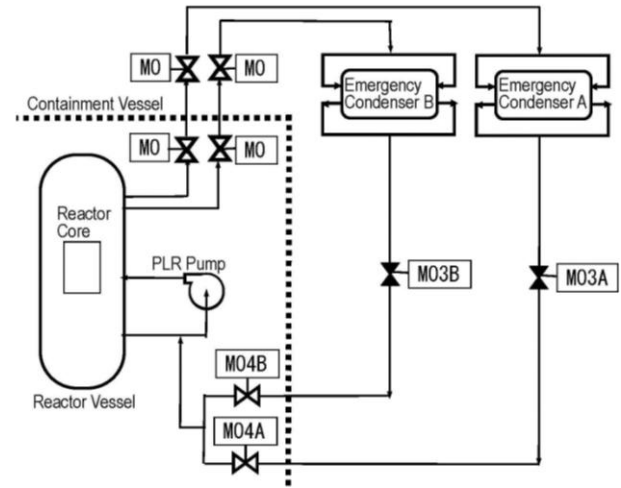 MO
MO
Containment Vessel
MO
MO
Emergency
Condenser B
Emergency
Condenser A
Reactor
Core
PLR Pump
MO3B
MO3A
MO4B
Reactor Vessel
MO4A